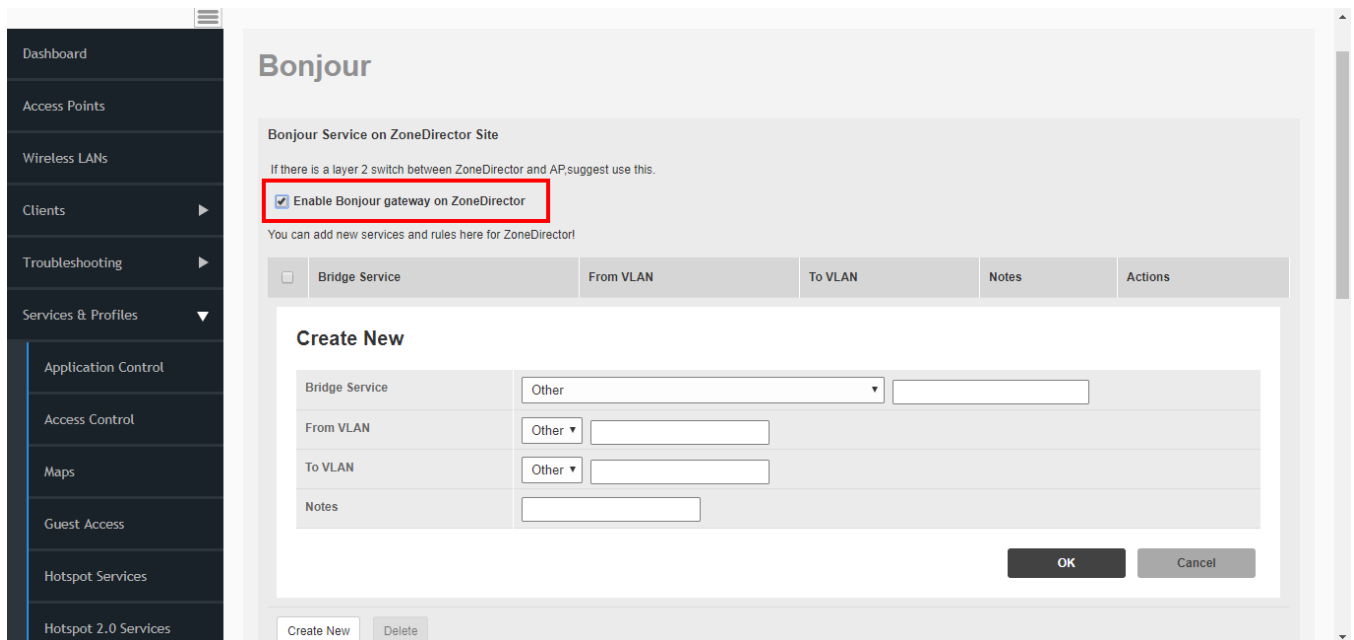 Dashboard
Access Points
Wireless LANs
Clients
Troubleshooting
Services & Profiles
Application Control
Access Control
Maps
Guest Access
Hotspot Services
Hotspot 2.0 Services
Bonjour
Bonjour Service on ZoneDirector Site
If there is a layer 2 switch between ZoneDirector and AP,suggest use this.
Enable Bonjour gateway on ZoneDirector
You can add new services and rules here for ZoneDirector!
Bridge Service From VLAN To VLAN Notes Actions
Create New
Bridge Service Other
From VLAN Other
To VLAN Other
Notes
OK Cancel
Create New Delete